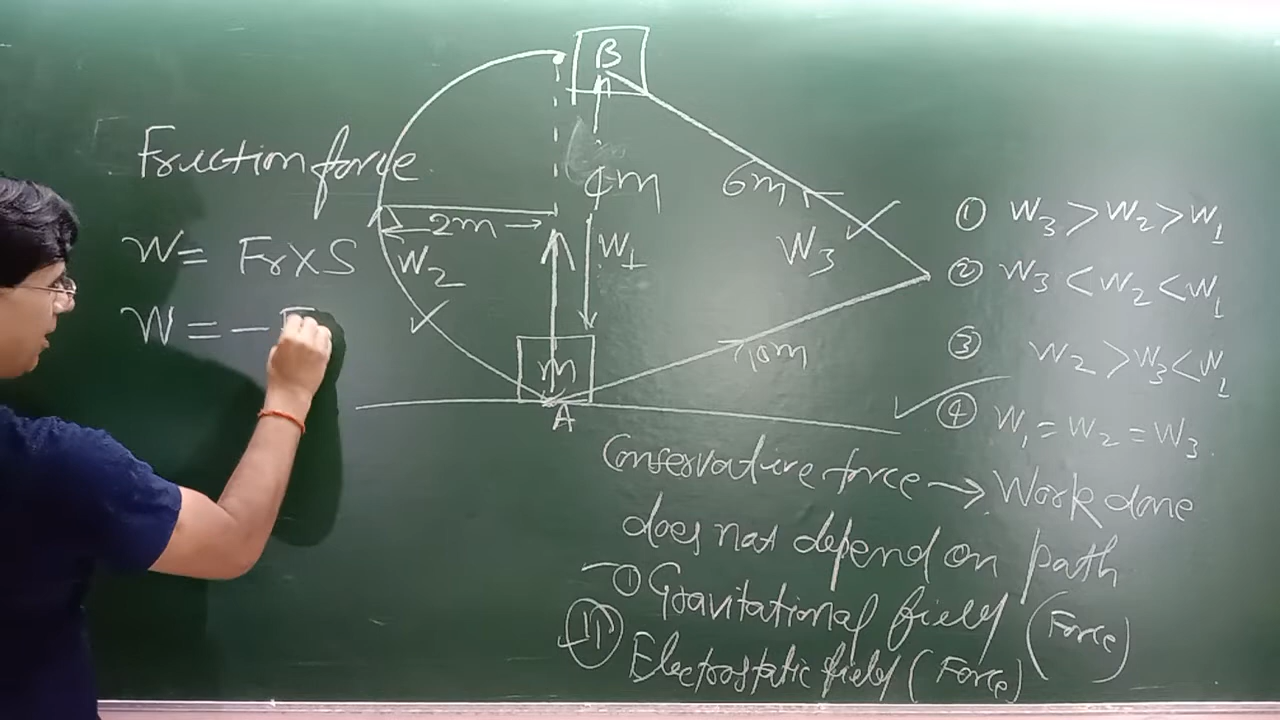 B
Friction force
4m
6m
2m
W = Fr X S
W2
W1
W3
W = -
m
10m
A
① W3 > W2 > W1
② W3 < W2 < W1
③ W2 > W3 < W1
④ W1 = W2 = W3.
Conservative force → Work done
does not depend on path
① Gravitational field (Force)
⑪ Electrostatic field (Force)